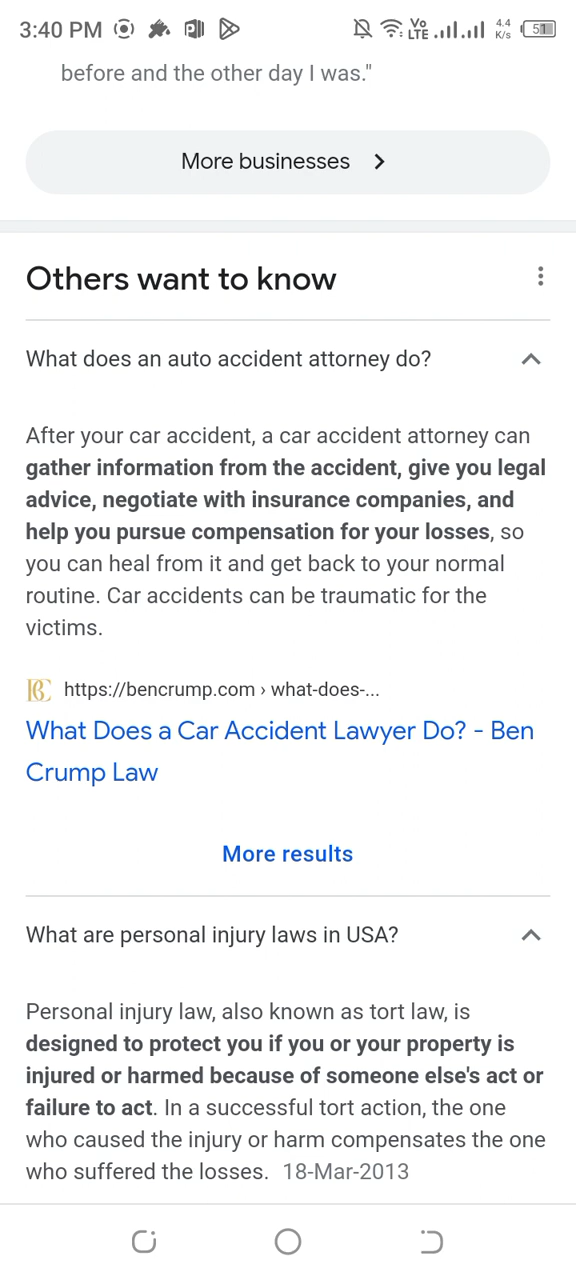 3:40 PM
Vo LTE 4.4 K/s 51
before and the other day I was."
More businesses
Others want to know
What does an auto accident attorney do?
After your car accident, a car accident attorney can
gather information from the accident, give you legal
advice, negotiate with insurance companies, and
help you pursue compensation for your losses, so
you can heal from it and get back to your normal
routine. Car accidents can be traumatic for the
victims.
https://bencrump.com › what-does-...
What Does a Car Accident Lawyer Do? - Ben
Crump Law
More results
What are personal injury laws in USA?
Personal injury law, also known as tort law, is
designed to protect you if you or your property is
injured or harmed because of someone else's act or
failure to act. In a successful tort action, the one
who caused the injury or harm compensates the one
who suffered the losses. 18-Mar-2013